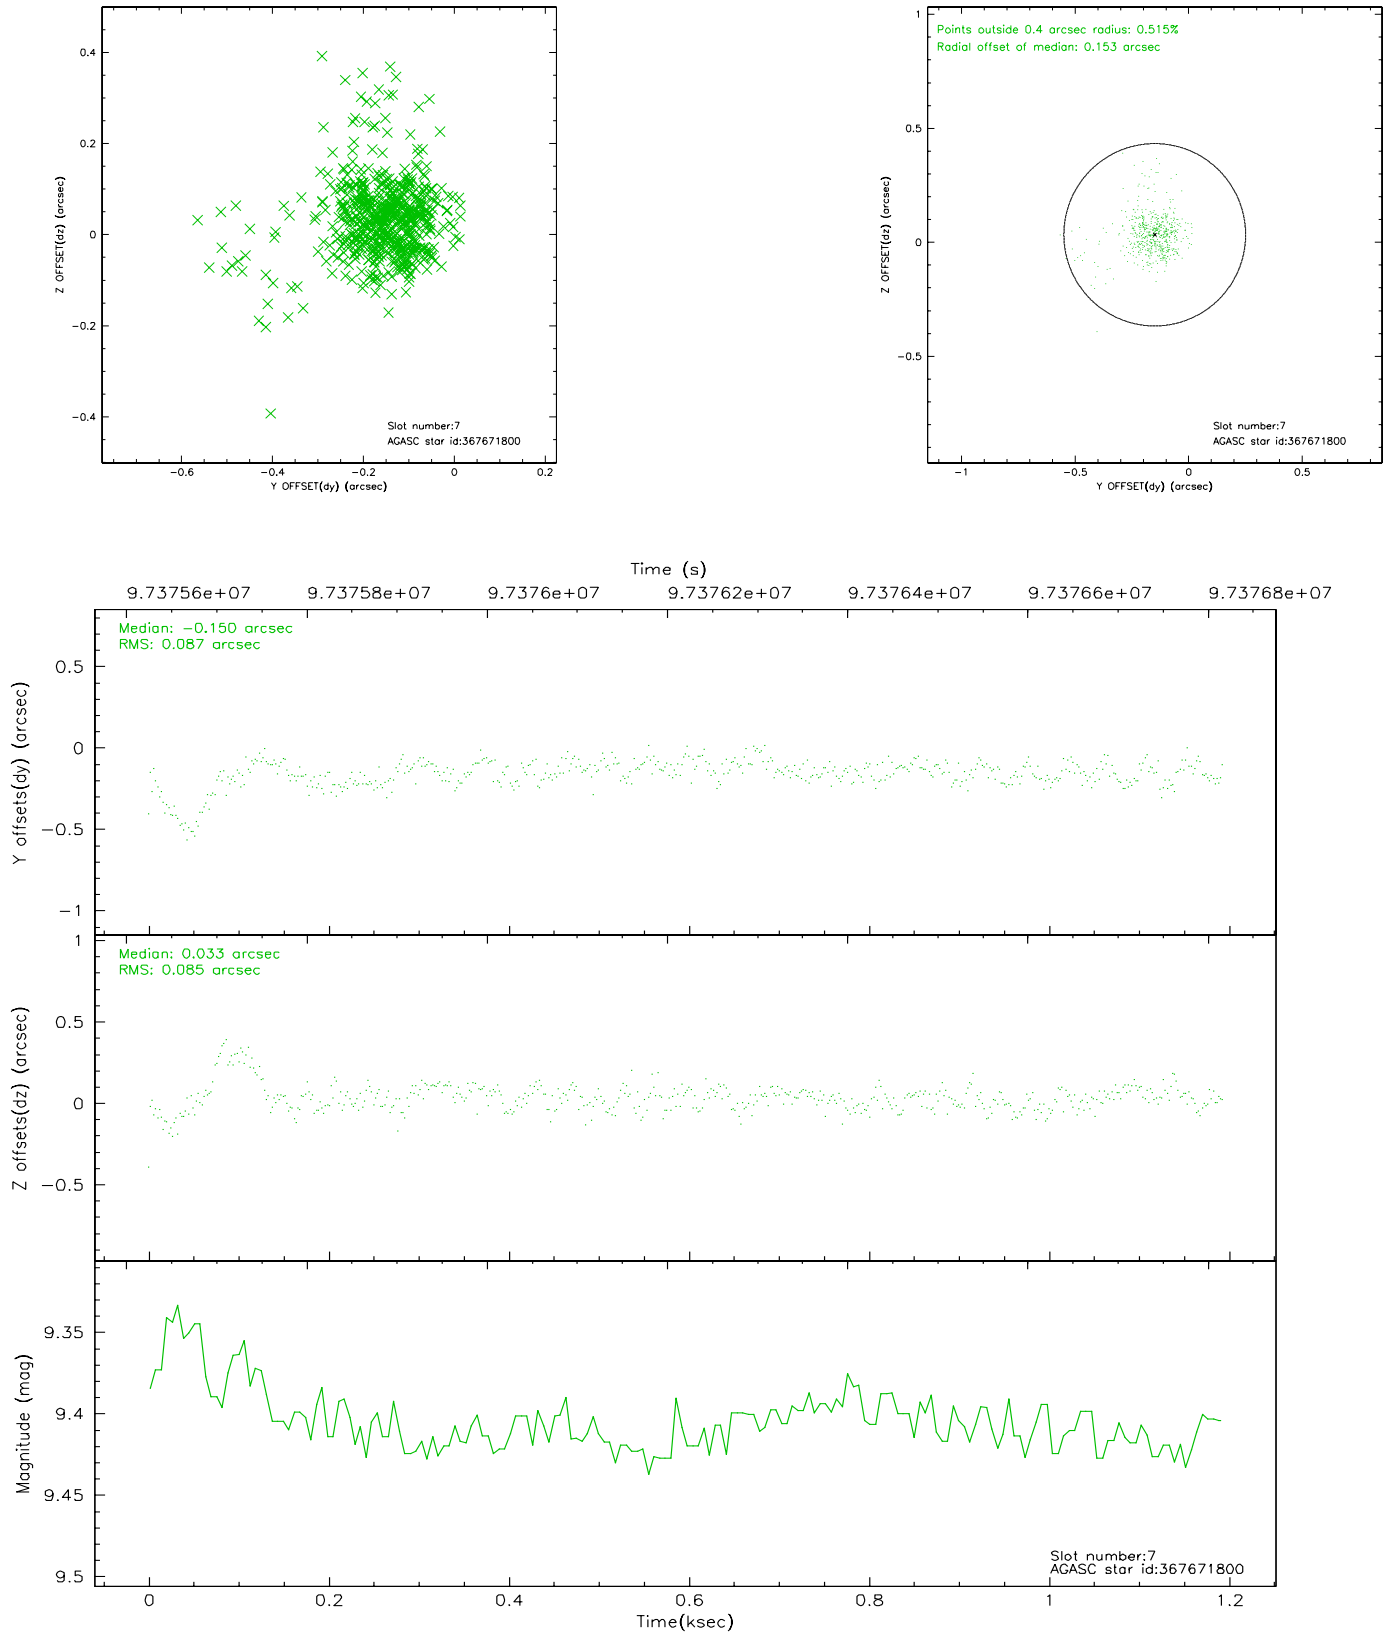 0.4
0.2
0
−0.2
−0.4
Z OFFSET(dz) (arcsec)
Slot number:7
AGASC star id:367671800
−0.6 −0.4 −0.2 0 0.2
Y OFFSET(dy) (arcsec)
Points outside 0.4 arcsec radius: 0.515%
Radial offset of median: 0.153 arcsec
1
0.5
0
−0.5
Z OFFSET(dz) (arcsec)
Slot number:7
AGASC star id:367671800
−1 −0.5 0 0.5
Y OFFSET(dy) (arcsec)
Time (s)
9.73756e+07 9.73758e+07 9.7376e+07 9.73762e+07 9.73764e+07 9.73766e+07 9.73768e+07
Median: −0.150 arcsec
RMS: 0.087 arcsec
0.5
0
−0.5
−1
Y offsets(dy) (arcsec)
Median: 0.033 arcsec
RMS: 0.085 arcsec
1
0.5
0
−0.5
Z offsets(dz) (arcsec)
9.35
9.4
9.45
9.5
Magnitude (mag)
Slot number:7
AGASC star id:367671800
0 0.2 0.4 0.6 0.8 1 1.2
Time(ksec)